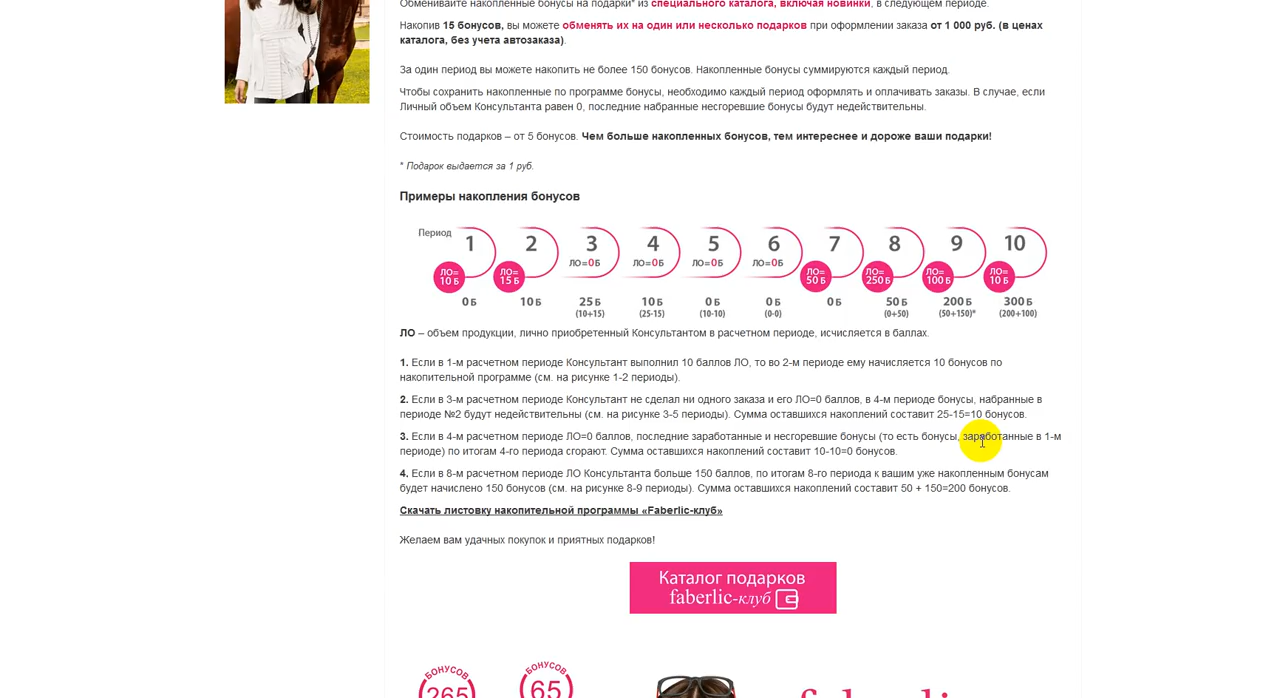 Обменивайте накопленные бонусы на подарки* из специального каталога, включая новинки, в следующем периоде.
Накопив 15 бонусов, вы можете обменять их на один или несколько подарков при оформлении заказа от 1 000 руб. (в ценах
каталога, без учета автозаказа).
За один период вы можете накопить не более 150 бонусов. Накопленные бонусы суммируются каждый период.
Чтобы сохранить накопленные по программе бонусы, необходимо каждый период оформлять и оплачивать заказы. В случае, если
Личный объем Консультанта равен 0, последние набранные несгоревшие бонусы будут недействительны.
Стоимость подарков – от 5 бонусов. Чем больше накопленных бонусов, тем интереснее и дороже ваши подарки!
* Подарок выдается за 1 руб.
Примеры накопления бонусов
Период 1 2 3 4 5 6 7 8 9 10
ЛО=0Б ЛО=0Б ЛО=0Б ЛО=0Б
ЛО= 10 Б ЛО= 15 Б ЛО= 50 Б ЛО= 250 Б ЛО= 100 Б ЛО= 10 Б
0 Б 10 Б 25 Б 10 Б 0 Б 0 Б 0 Б 50 Б 200 Б 300 Б
(10+15) (25-15) (10-10) (0-0) (0+50) (50+150)* (200+100)
ЛО – объем продукции, лично приобретенный Консультантом в расчетном периоде, исчисляется в баллах.
1. Если в 1-м расчетном периоде Консультант выполнил 10 баллов ЛО, то во 2-м периоде ему начисляется 10 бонусов по
накопительной программе (см. на рисунке 1-2 периоды).
2. Если в 3-м расчетном периоде Консультант не сделал ни одного заказа и его ЛО=0 баллов, в 4-м периоде бонусы, набранные в
периоде №2 будут недействительны (см. на рисунке 3-5 периоды). Сумма оставшихся накоплений составит 25-15=10 бонусов.
3. Если в 4-м расчетном периоде ЛО=0 баллов, последние заработанные и несгоревшие бонусы (то есть бонусы, заработанные в 1-м
периоде) по итогам 4-го периода сгорают. Сумма оставшихся накоплений составит 10-10=0 бонусов.
4. Если в 8-м расчетном периоде ЛО Консультанта больше 150 баллов, по итогам 8-го периода к вашим уже накопленным бонусам
будет начислено 150 бонусов (см. на рисунке 8-9 периоды). Сумма оставшихся накоплений составит 50 + 150=200 бонусов.
Скачать листовку накопительной программы «Faberlic-клуб»
Желаем вам удачных покупок и приятных подарков!
Каталог подарков
faberlic-клуб
БОНУСОВ БОНУСОВ
265 65